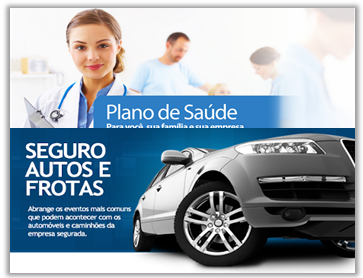 Plano de Saúde
Para você, sua família e sua empresa
SEGURO
AUTOS E
FROTAS
Abrange os eventos mais comuns
que podem acontecer com os
automóveis e caminhões da
empresa segurada.